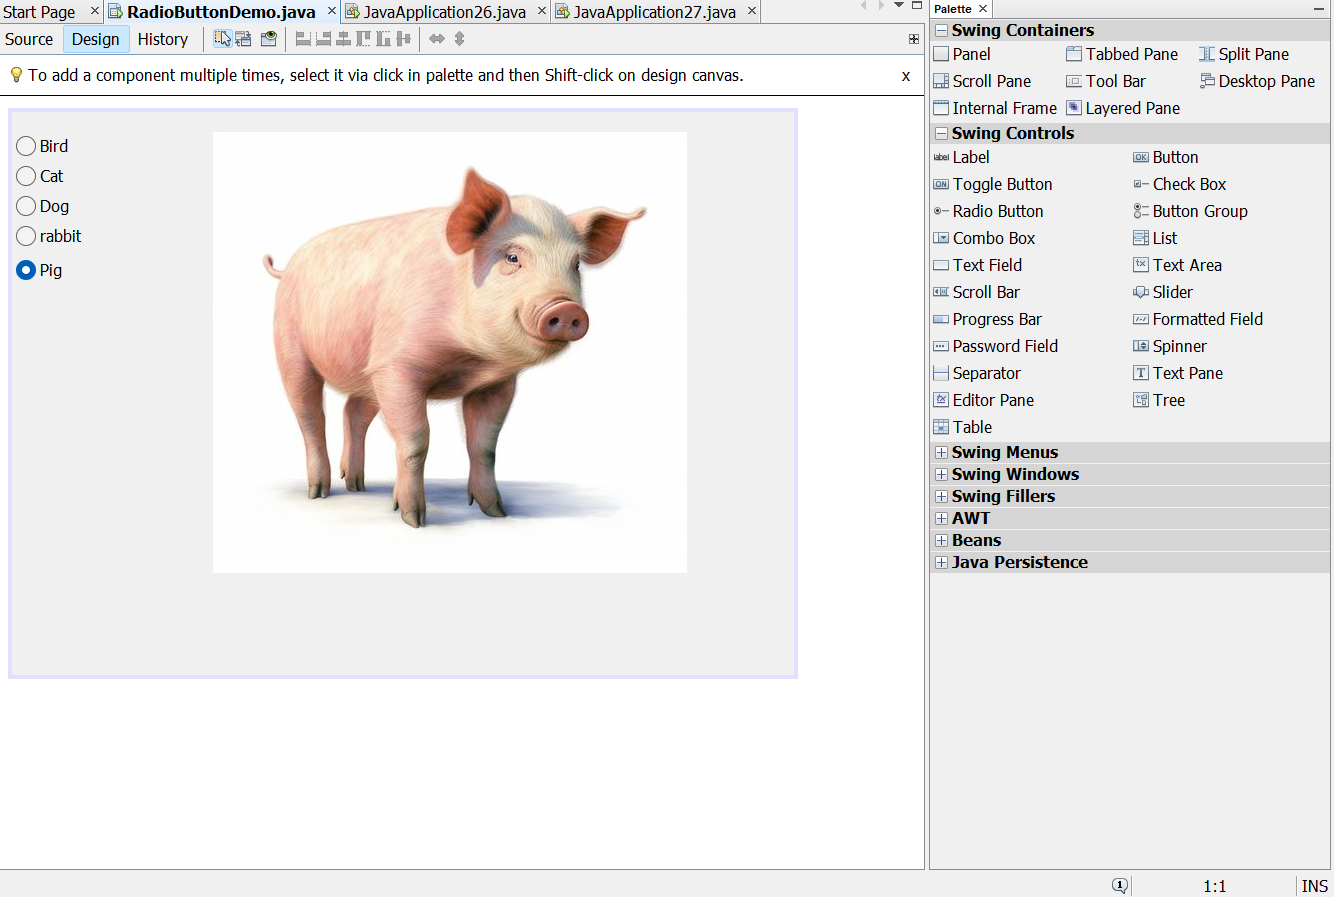 Start Page RadioButtonDemo.java JavaApplication26.java JavaApplication27.java
Source Design History
To add a component multiple times, select it via click in palette and then Shift-click on design canvas. x
Bird
Cat
Dog
rabbit
Pig
Palette
Swing Containers
Panel Tabbed Pane Split Pane
Scroll Pane Tool Bar Desktop Pane
Internal Frame Layered Pane
Swing Controls
label Label OK Button
ON Toggle Button Check Box
Radio Button Button Group
Combo Box List
Text Field tx Text Area
Scroll Bar Slider
Progress Bar Formatted Field
Password Field Spinner
Separator T Text Pane
Editor Pane Tree
Table
Swing Menus
Swing Windows
Swing Fillers
AWT
Beans
Java Persistence
1 1:1 INS